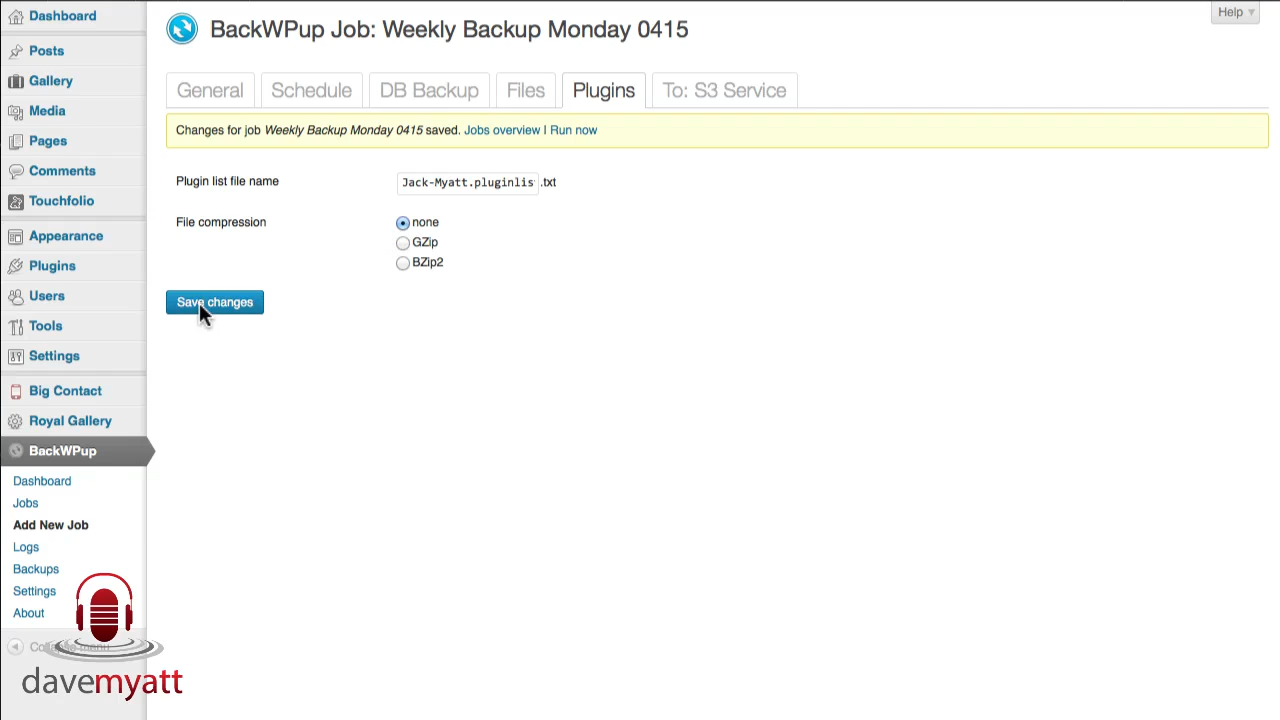 Dashboard
Posts
Gallery
Media
Pages
Comments
Touchfolio
Appearance
Plugins
Users
Tools
Settings
Big Contact
Royal Gallery
BackWPup
Dashboard
Jobs
Add New Job
Logs
Backups
Settings
About
Collapse menu
davemyatt
Help
BackWPup Job: Weekly Backup Monday 0415
General Schedule DB Backup Files Plugins To: S3 Service
Changes for job Weekly Backup Monday 0415 saved. Jobs overview | Run now
Plugin list file name Jack-Myatt.pluginlis .txt
File compression none
GZip
BZip2
Save changes